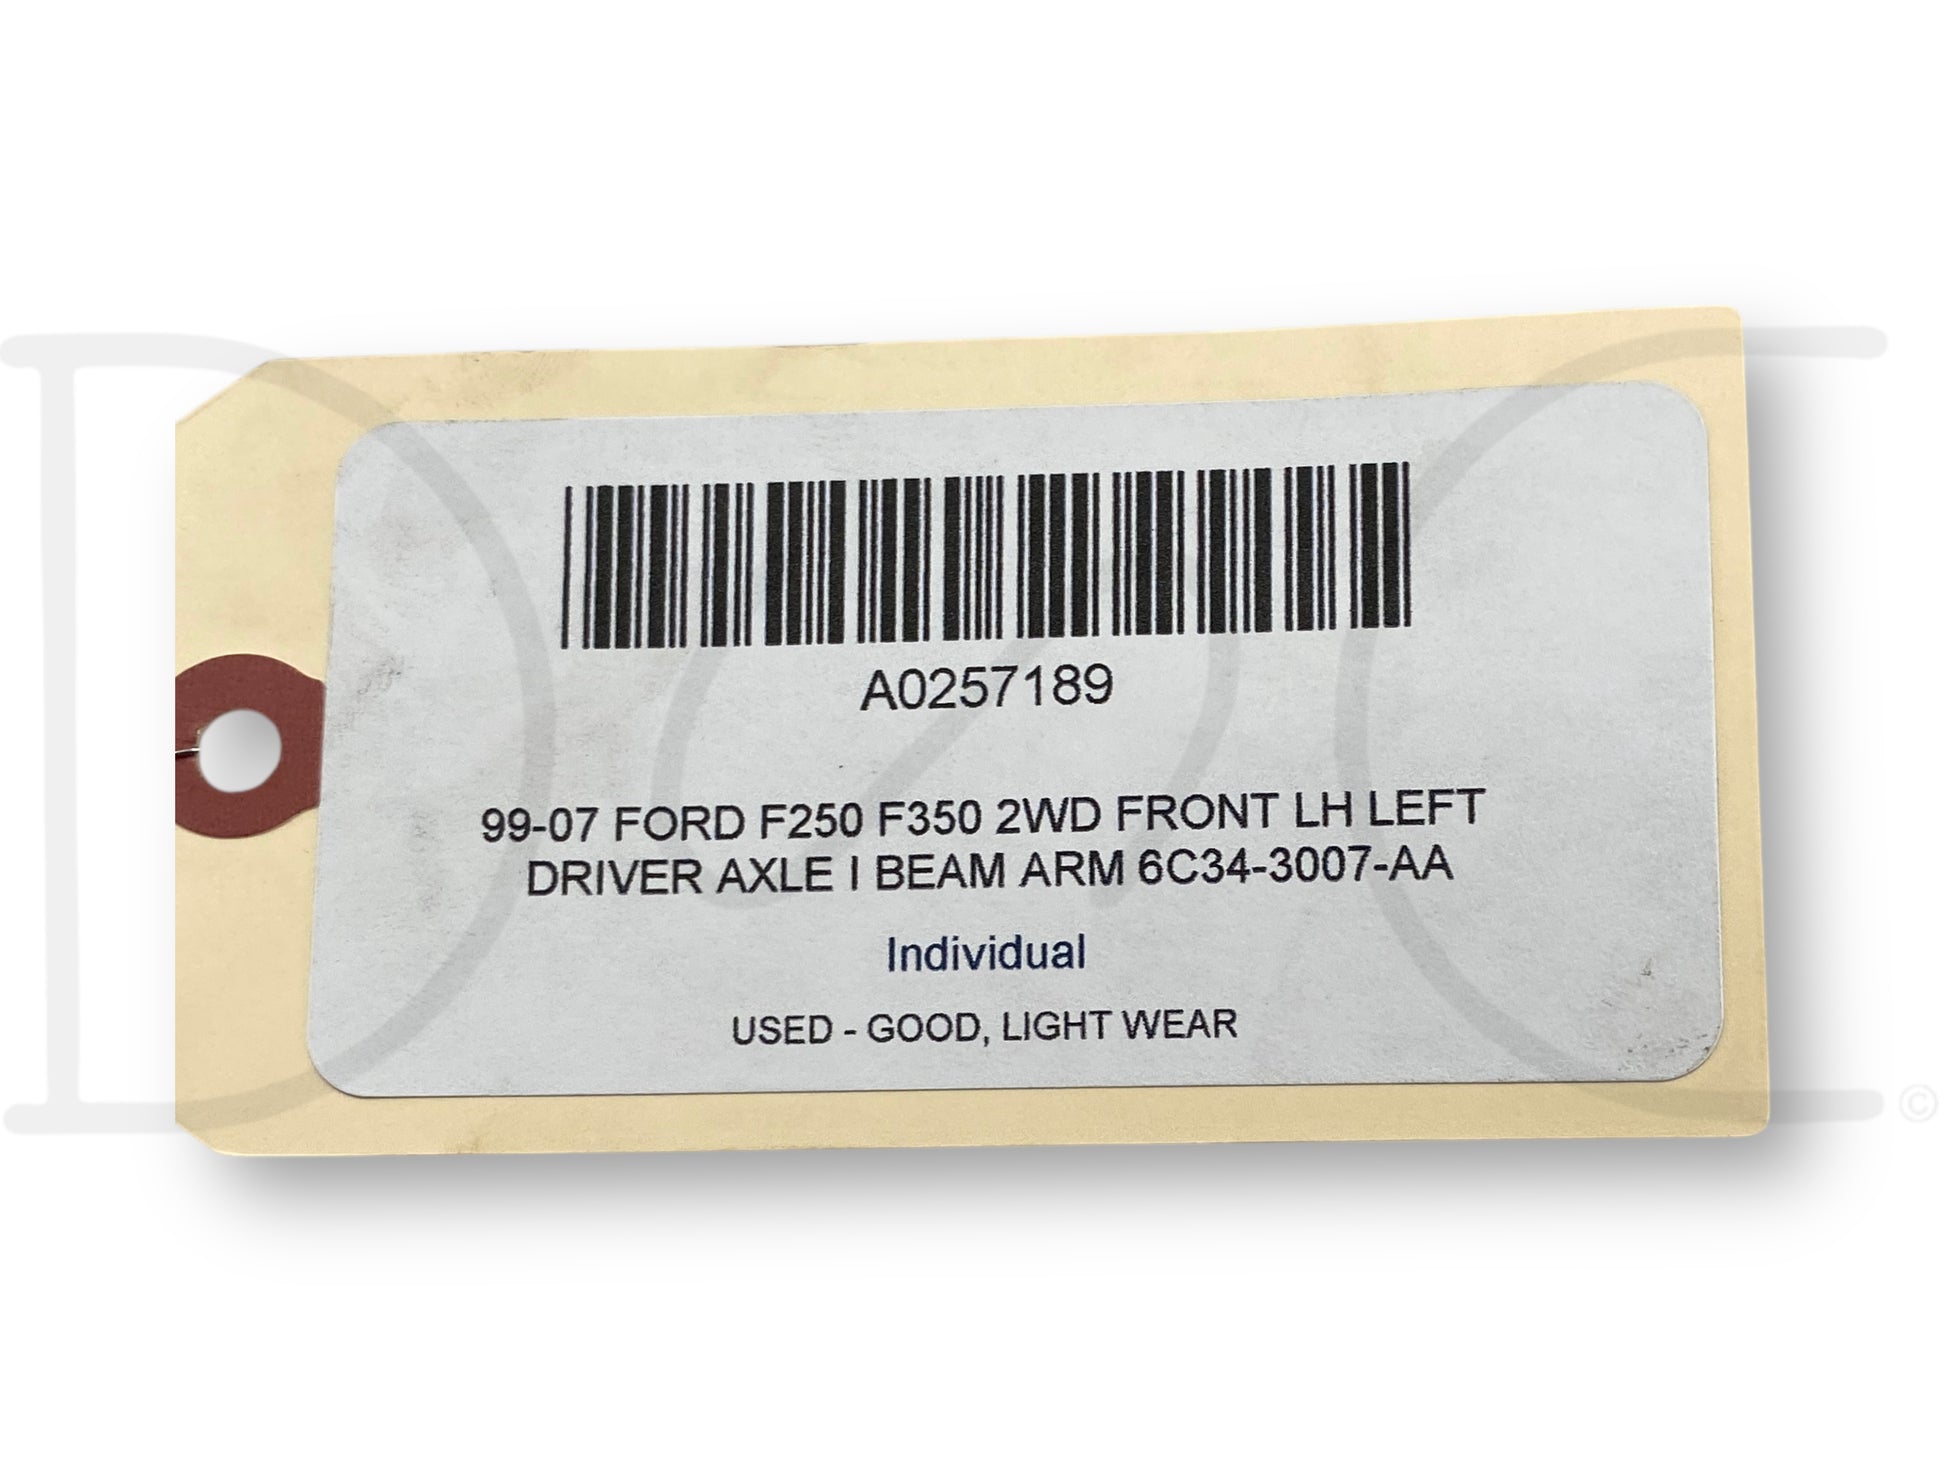 A0257189
99-07 FORD F250 F350 2WD FRONT LH LEFT
DRIVER AXLE I BEAM ARM 6C34-3007-AA
Individual
USED - GOOD, LIGHT WEAR
©